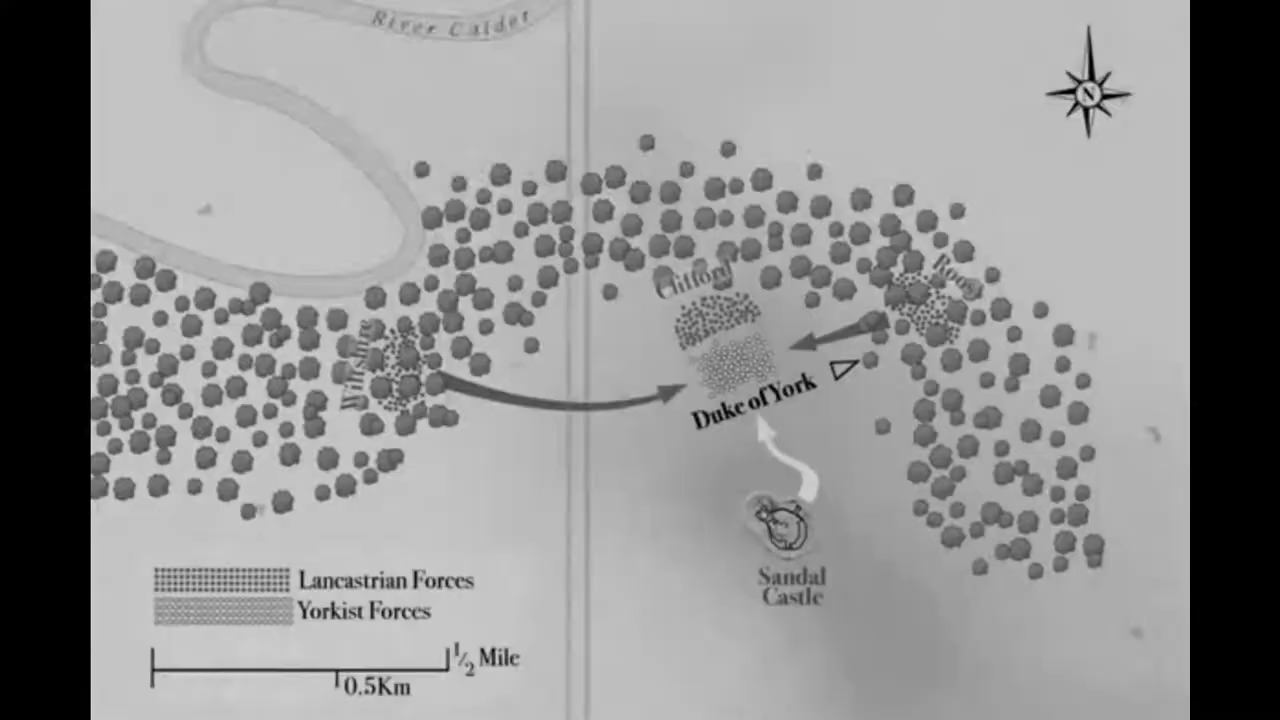 River Calder
N
Clifford
Roos
Wiltshire
Duke of York
Sandal
Castle
Lancastrian Forces
Yorkist Forces
½ Mile
0.5Km